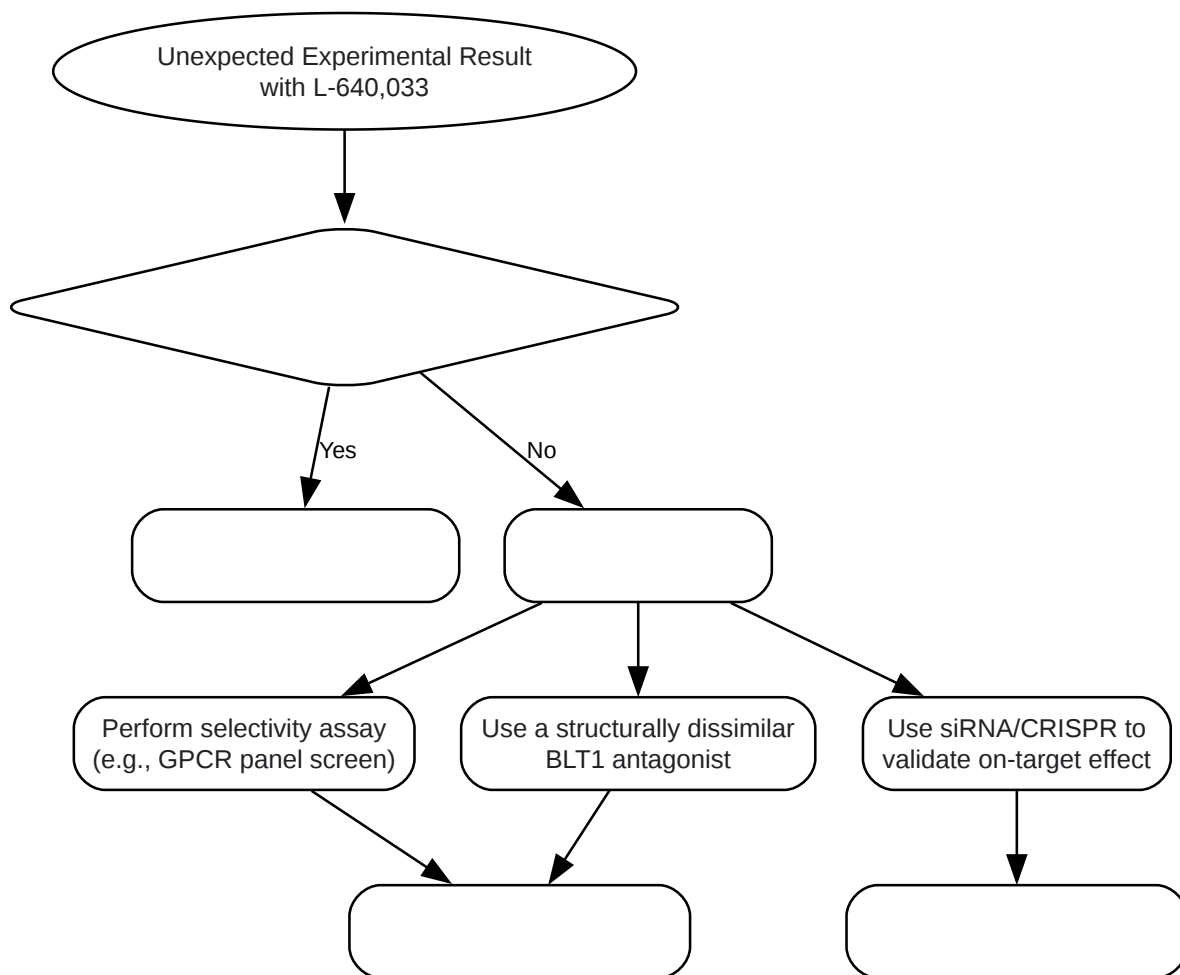 Unexpected Experimental Result
with L-640,033
Yes
No
Perform selectivity assay
(e.g., GPCR panel screen)
Use a structurally dissimilar
BLT1 antagonist
Use siRNA/CRISPR to
validate on-target effect